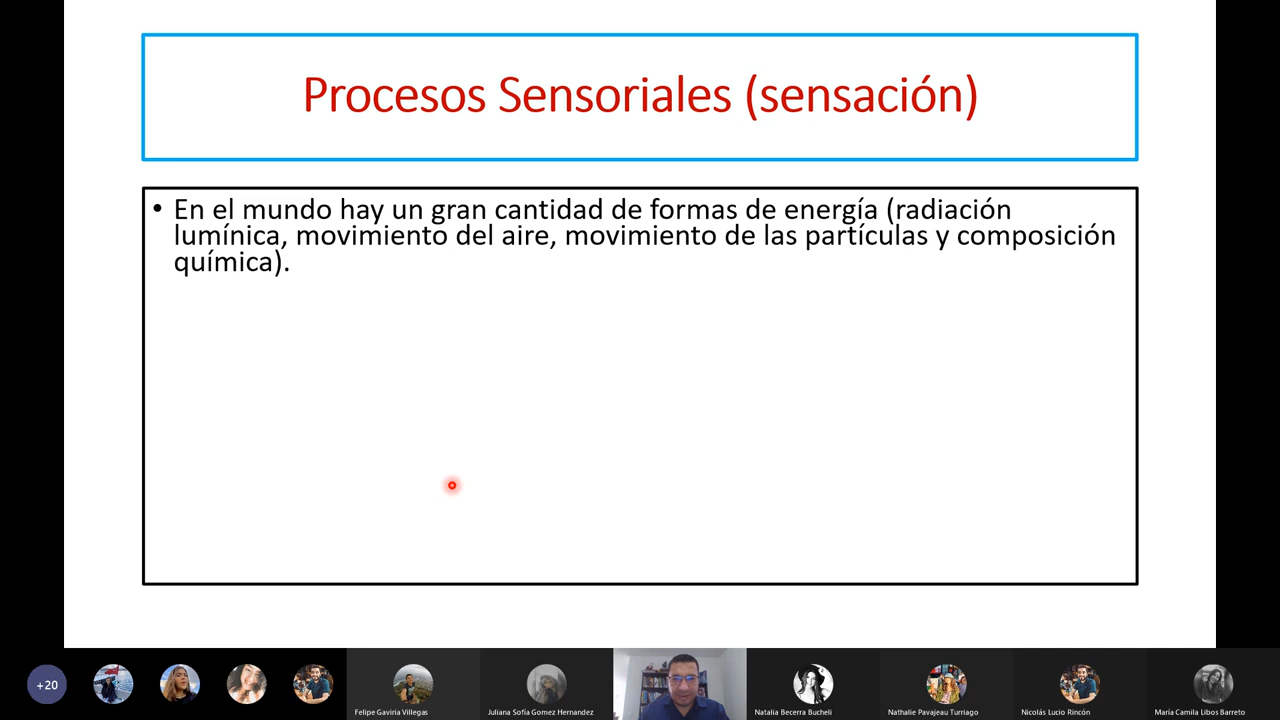 Procesos Sensoriales (sensación)
• En el mundo hay un gran cantidad de formas de energía (radiación
lumínica, movimiento del aire, movimiento de las partículas y composición
química).
+20
Felipe Gaviria Villegas
Juliana Sofía Gomez Hernandez
Natalia Becerra Bucheli
Nathalie Pavajeau Turriago
Nicolás Lucio Rincón
María Camila Libos Barreto